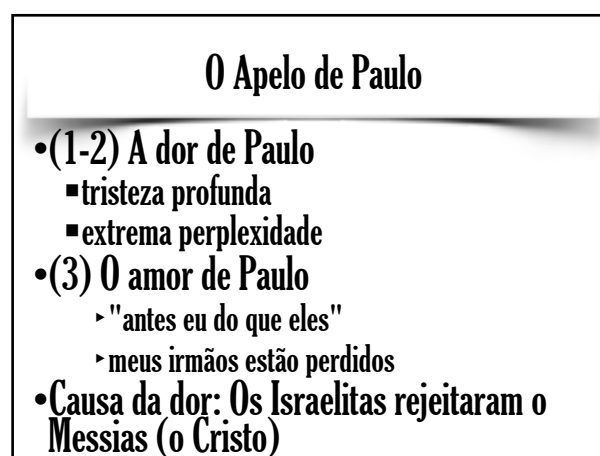 O Apelo de Paulo
•(1-2) A dor de Paulo
▪tristeza profunda
▪extrema perplexidade
•(3) O amor de Paulo
‣"antes eu do que eles"
‣meus irmãos estão perdidos
•Causa da dor: Os Israelitas rejeitaram o
Messias (o Cristo)